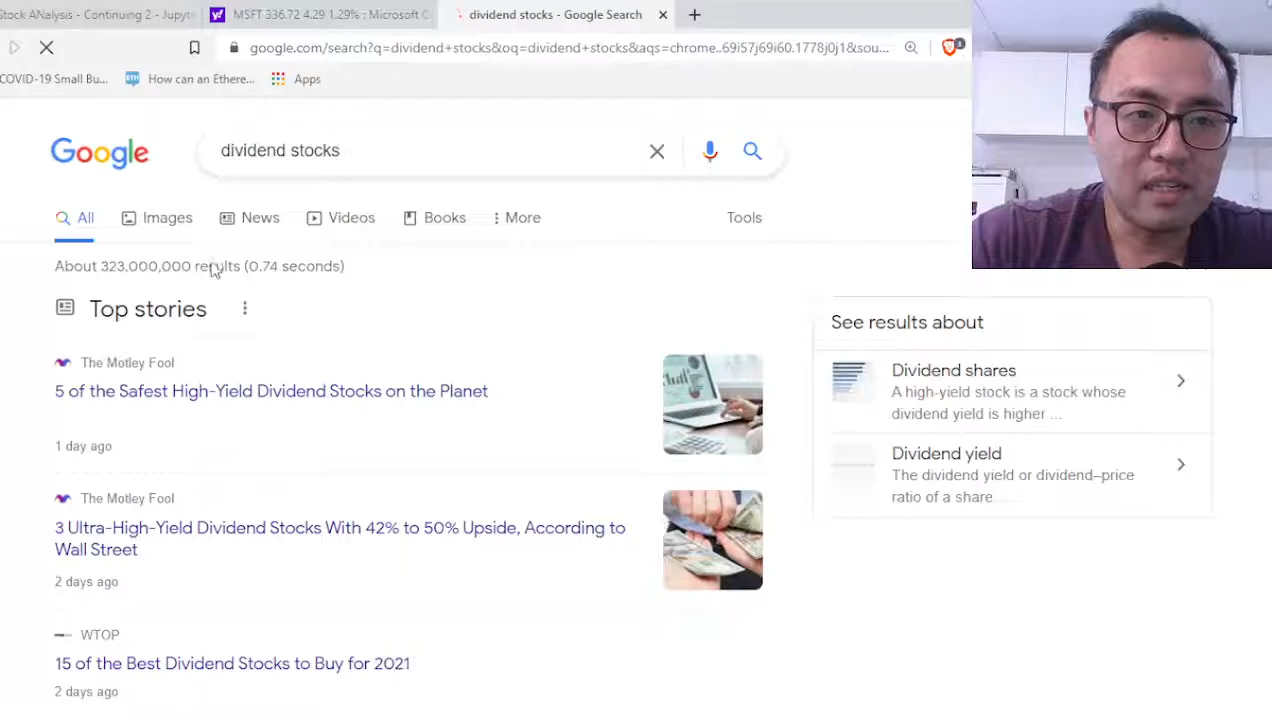 Stock ANalysis - Continuing 2 - Jupyte
MSFT 336.72 4.29 1.29% : Microsoft C
dividend stocks - Google Search
google.com/search?q=dividend+stocks&oq=dividend+stocks&aqs=chrome..69i57j69i60.1778j0j1&sou...
COVID-19 Small Bu...
How can an Ethere...
Apps
Google
dividend stocks
All
Images
News
Videos
Books
More
Tools
About 323,000,000 results (0.74 seconds)
Top stories
The Motley Fool
5 of the Safest High-Yield Dividend Stocks on the Planet
1 day ago
The Motley Fool
3 Ultra-High-Yield Dividend Stocks With 42% to 50% Upside, According to
Wall Street
2 days ago
WTOP
15 of the Best Dividend Stocks to Buy for 2021
2 days ago
See results about
Dividend shares
A high-yield stock is a stock whose
dividend yield is higher ...
Dividend yield
The dividend yield or dividend–price
ratio of a share